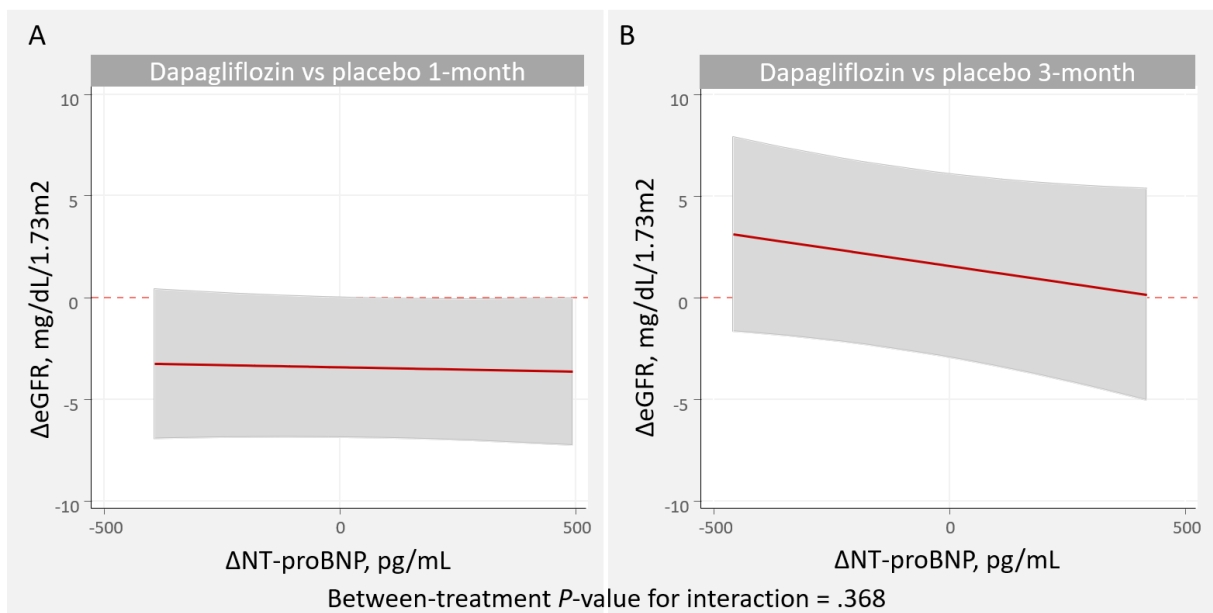 A
Dapagliflozin vs placebo 1-month
10
5
0
-5
-10
ΔeGFR, mg/dL/1.73m2
-500
0
500
ΔNT-proBNP, pg/mL
B
Dapagliflozin vs placebo 3-month
10
5
0
-5
-10
ΔeGFR, mg/dL/1.73m2
-500
0
500
ΔNT-proBNP, pg/mL
Between-treatment P-value for interaction = .368